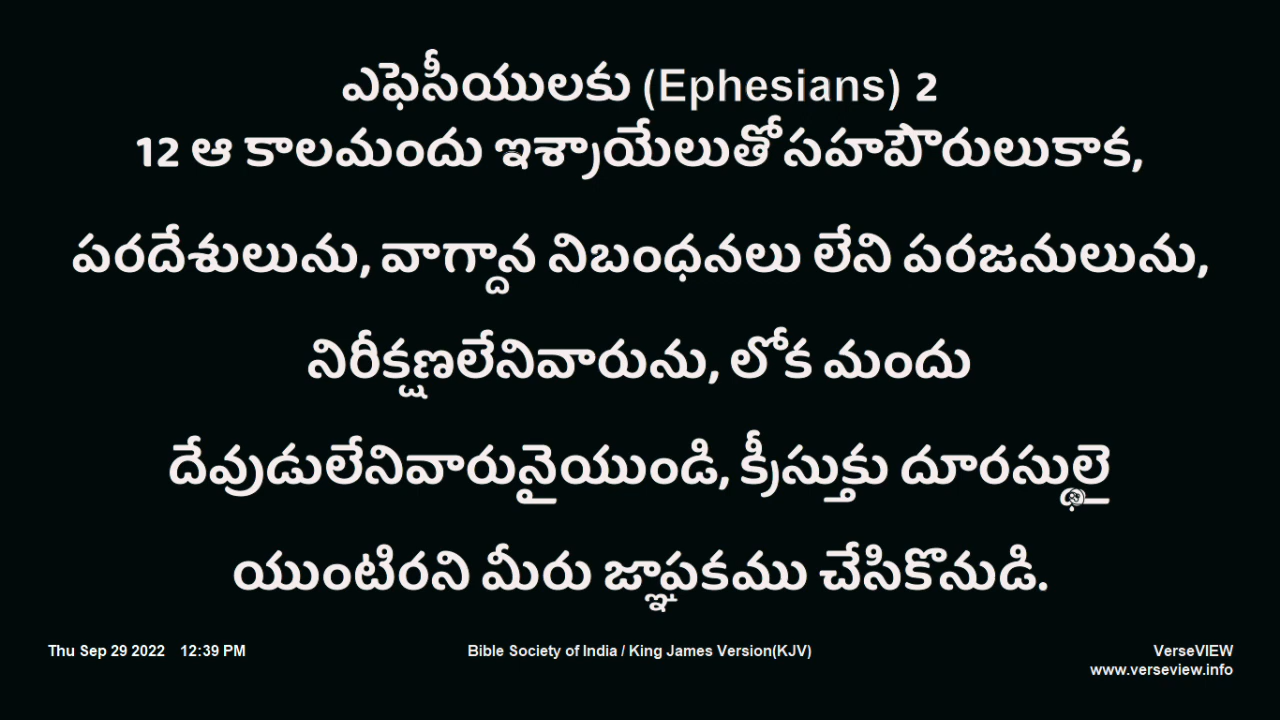 ఎఫెసీయులకు (Ephesians) 2
12 ఆ కాలమందు ఇశ్రాయేలుతోసహపౌరులుకాక,
పరదేశులును, వాగ్దాన నిబంధనలు లేని పరజనులును,
నిరీక్షణలేనివారును, లోక మందు
దేవుడులేనివారునైయుండి, క్రీసుక్తు దూరస్థులై
యుంటిరని మీరు జ్ఞాపకము చేసికొనుడి.
Thu Sep 29 2022 12:39 PM
Bible Society of India / King James Version(KJV)
VerseVIEW
www.verseview.info